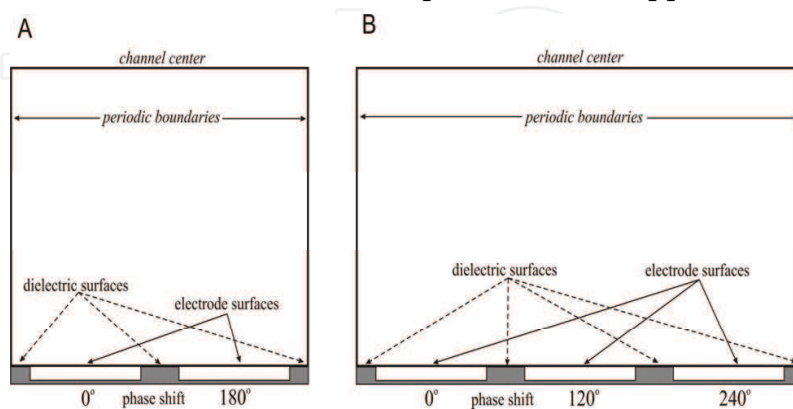 A
channel center
periodic boundaries
dielectric surfaces
electrode surfaces
0° phase shift 180°
B
channel center
periodic boundaries
dielectric surfaces
electrode surfaces
0° phase shift 120° 240°